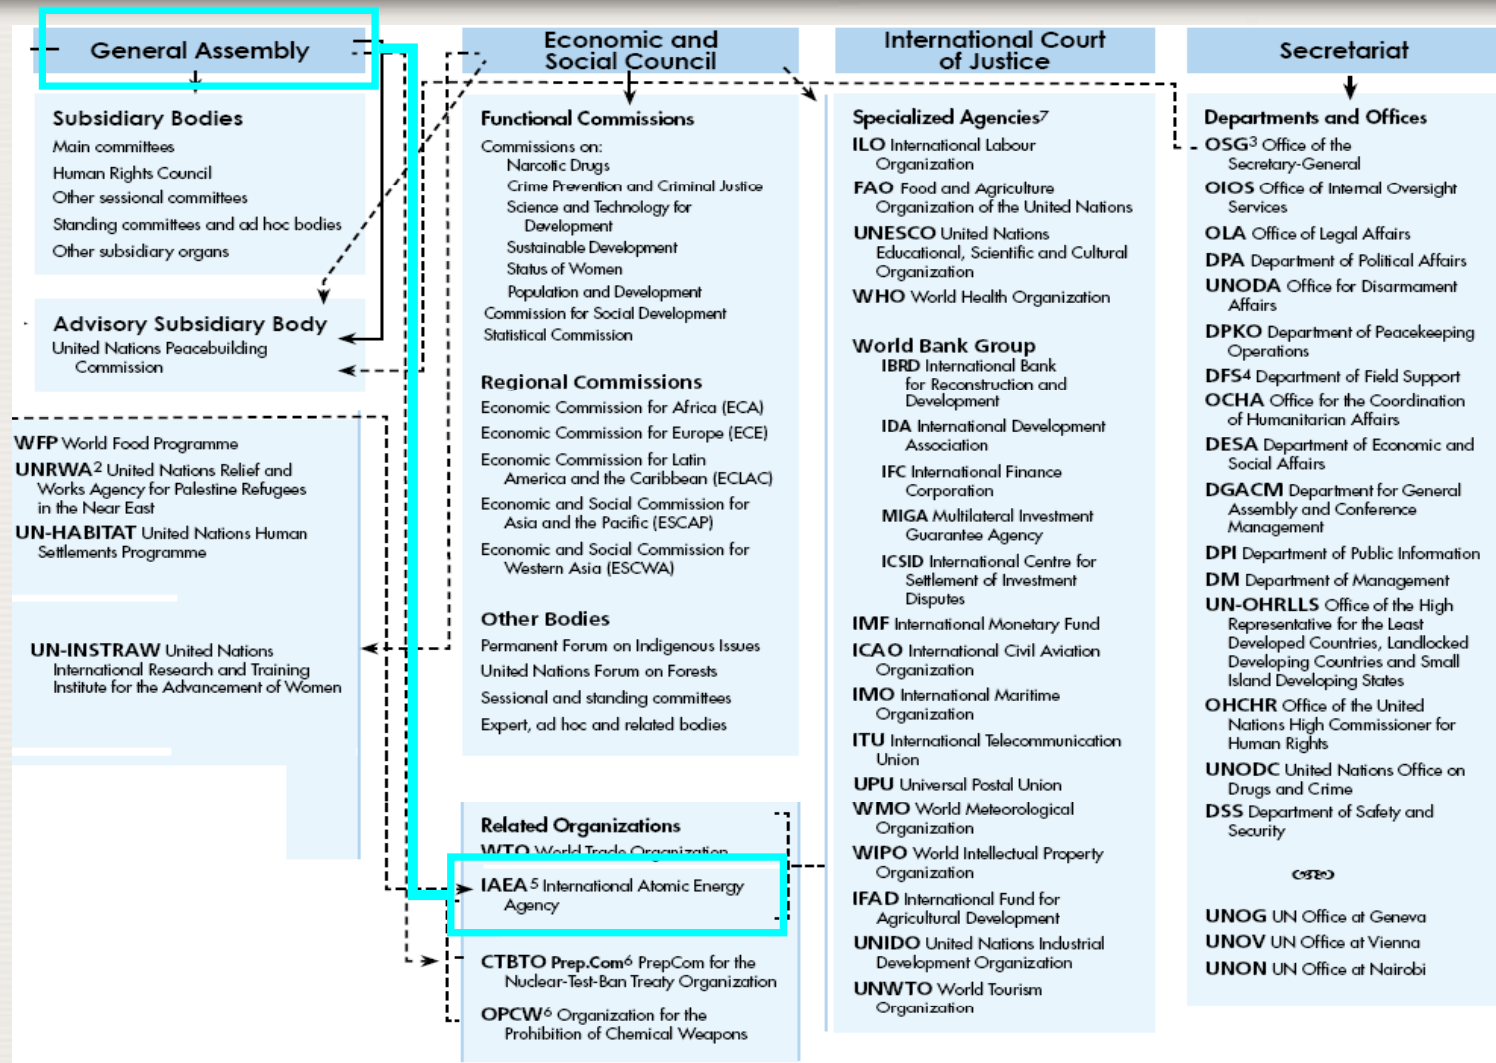 General Assembly
Subsidiary Bodies
Main committees
Human Rights Council
Other sessional committees
Standing committees and ad hoc bodies
Other subsidiary organs
Advisory Subsidiary Body
United Nations Peacebuilding
Commission
WFP World Food Programme
UNRWA2 United Nations Relief and
Works Agency for Palestine Refugees
in the Near East
UN-HABITAT United Nations Human
Settlements Programme
UN-INSTRAW United Nations
International Research and Training
Institute for the Advancement of Women
Economic and
Social Council
Functional Commissions
Commissions on:
Narcotic Drugs
Crime Prevention and Criminal Justice
Science and Technology for
Development
Sustainable Development
Status of Women
Population and Development
Commission for Social Development
Statistical Commission
Regional Commissions
Economic Commission for Africa (ECA)
Economic Commission for Europe (ECE)
Economic Commission for Latin
America and the Caribbean (ECLAC)
Economic and Social Commission for
Asia and the Pacific (ESCAP)
Economic and Social Commission for
Western Asia (ESCWA)
Other Bodies
Permanent Forum on Indigenous Issues
United Nations Forum on Forests
Sessional and standing committees
Expert, ad hoc and related bodies
Related Organizations
WTO World Trade Organization
IAEA5 International Atomic Energy
Agency
CTBTO Prep.Com6 PrepCom for the
Nuclear-Test-Ban Treaty Organization
OPCW6 Organization for the
Prohibition of Chemical Weapons
International Court
of Justice
Specialized Agencies7
ILO International Labour
Organization
FAO Food and Agriculture
Organization of the United Nations
UNESCO United Nations
Educational, Scientific and Cultural
Organization
WHO World Health Organization
World Bank Group
IBRD International Bank
for Reconstruction and
Development
IDA International Development
Association
IFC International Finance
Corporation
MIGA Multilateral Investment
Guarantee Agency
ICSID International Centre for
Settlement of Investment
Disputes
IMF International Monetary Fund
ICAO International Civil Aviation
Organization
IMO International Maritime
Organization
ITU International Telecommunication
Union
UPU Universal Postal Union
WMO World Meteorological
Organization
WIPO World Intellectual Property
Organization
IFAD International Fund for
Agricultural Development
UNIDO United Nations Industrial
Development Organization
UNWTO World Tourism
Organization
Secretariat
Departments and Offices
OSG3 Office of the
Secretary-General
OIOS Office of Internal Oversight
Services
OLA Office of Legal Affairs
DPA Department of Political Affairs
UNODA Office for Disarmament
Affairs
DPKO Department of Peacekeeping
Operations
DFS4 Department of Field Support
OCHA Office for the Coordination
of Humanitarian Affairs
DESA Department of Economic and
Social Affairs
DGACM Department for General
Assembly and Conference
Management
DPI Department of Public Information
DM Department of Management
UN-OHRLLS Office of the High
Representative for the Least
Developed Countries, Landlocked
Developing Countries and Small
Island Developing States
OHCHR Office of the United
Nations High Commissioner for
Human Rights
UNODC United Nations Office on
Drugs and Crime
DSS Department of Safety and
Security
UNOG UN Office at Geneva
UNOV UN Office at Vienna
UNON UN Office at Nairobi